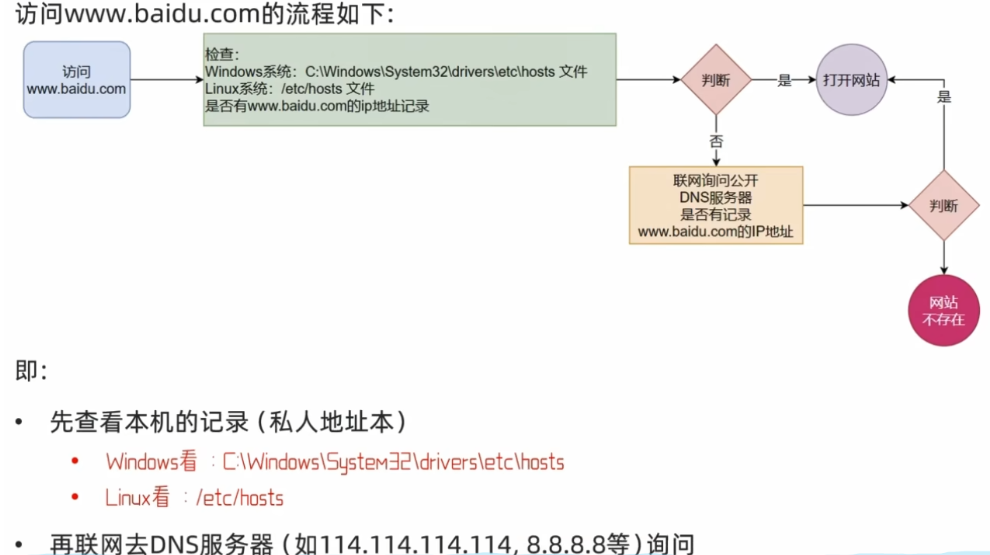 访问www.baidu.com的流程如下：
访问
www.baidu.com
检查：
Windows系统：C:\Windows\System32\drivers\etc\hosts 文件
Linux系统：/etc/hosts 文件
是否有www.baidu.com的ip地址记录
判断
是
打开网站
是
否
联网询问公开
DNS服务器
是否有记录
www.baidu.com的IP地址
判断
网站
不存在
即：
• 先查看本机的记录（私人地址本）
• Windows看：C:\Windows\System32\drivers\etc\hosts
• Linux看：/etc/hosts
• 再联网去DNS服务器（如114.114.114.114, 8.8.8.8等）询问